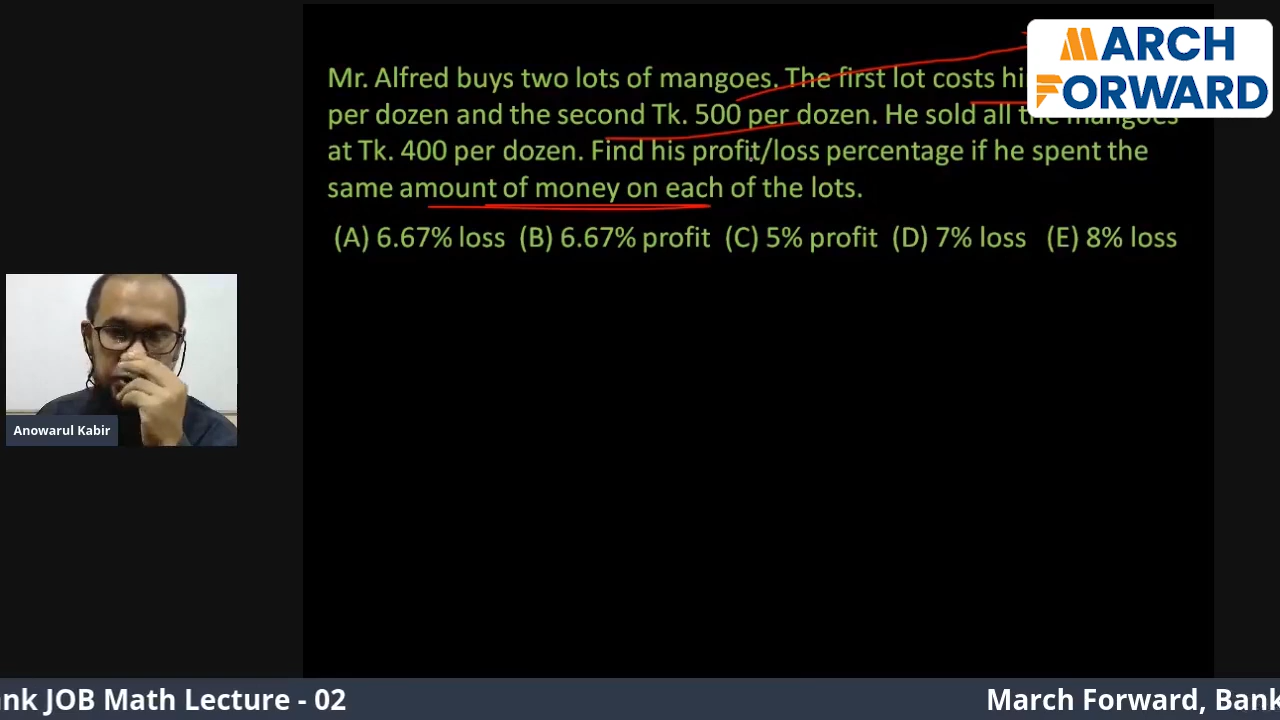 MARCH
FORWARD
Mr. Alfred buys two lots of mangoes. The first lot costs
per dozen and the second Tk. 500 per dozen. He sold all the mangoes
at Tk. 400 per dozen. Find his profit/loss percentage if he spent the
same amount of money on each of the lots.
(A) 6.67% loss (B) 6.67% profit (C) 5% profit (D) 7% loss (E) 8% loss
Anowarul Kabir
JOB Math Lecture - 02
March Forward, Bank